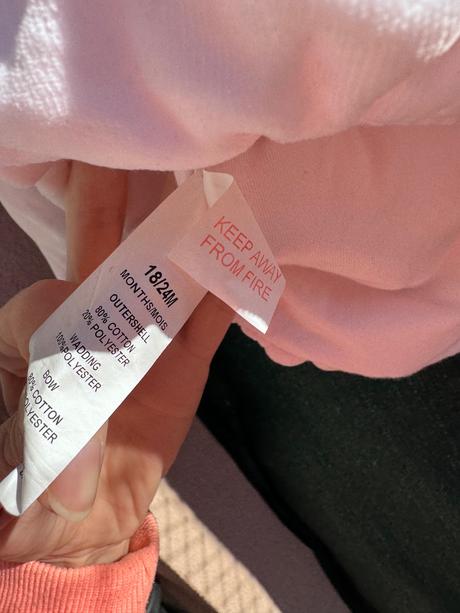 KEEP AWAY
FROM FIRE
18/24M
MONTHS/MOIS
OUTERSHELL
80% COTTON
20% POLYESTER
WADDING
100%POLYESTER
BOW
80% COTTON
POLYESTER